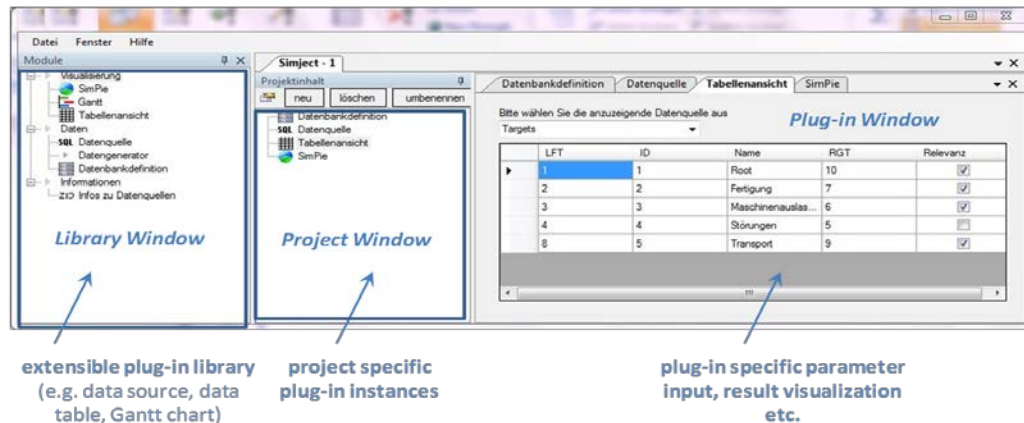 Datei Fenster Hilfe
Module
Visualisierung
SimPie
Gantt
Tabellenansicht
Daten
SQL Datenquelle
Datengenerator
Datenbankdefinition
Informationen
Infos zu Datenquellen
Library Window
Simject - 1
Projektinhalt
neu löschen umbenennen
Datenbankdefinition
SQL Datenquelle
Tabellenansicht
SimPie
Project Window
Datenbankdefinition Datenquelle Tabellenansicht SimPie
Bitte wählen Sie die anzuzeigende Datenquelle aus
Targets
Plug-in Window
LFT ID Name RGT Relevanz
1 1 Root 10
2 2 Fertigung 7
3 3 Maschinenauslas... 6
4 4 Störungen 5
8 5 Transport 9
extensible plug-in library
(e.g. data source, data
table, Gantt chart)
project specific
plug-in instances
plug-in specific parameter
input, result visualization
etc.